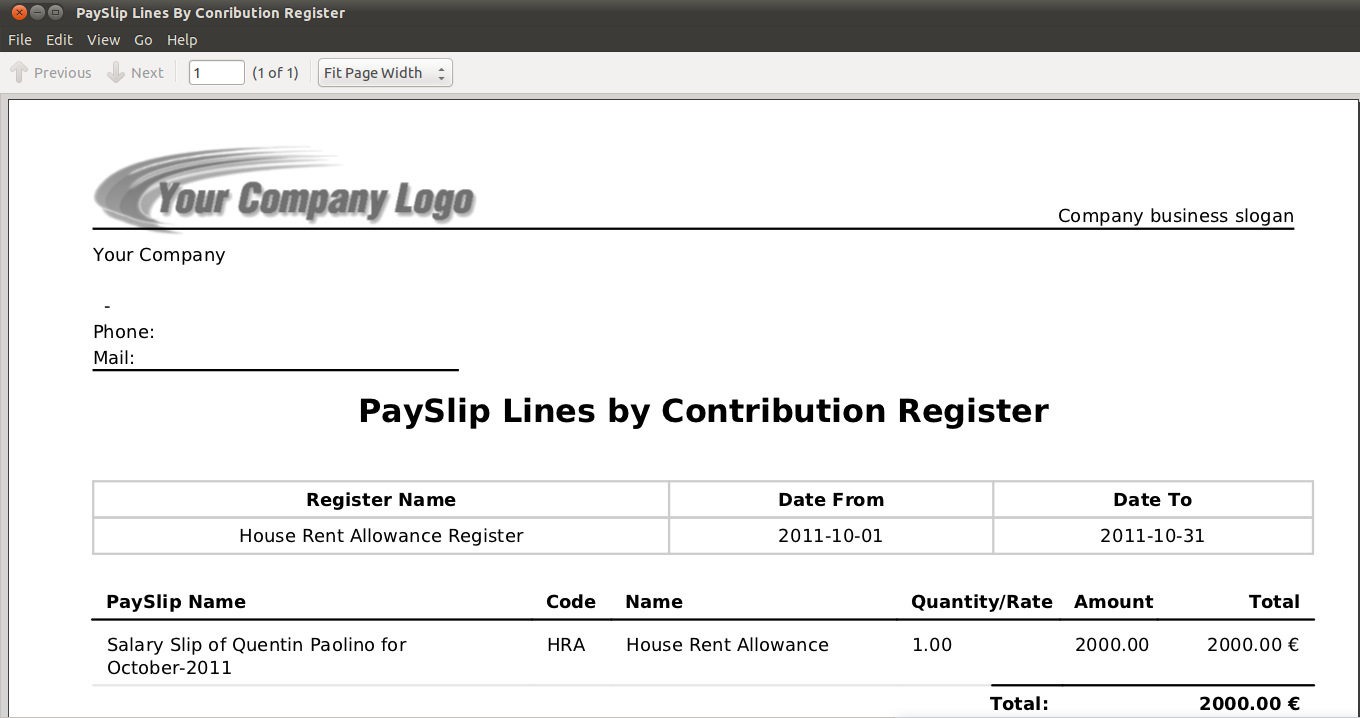 PaySlip Lines By Conribution Register
File Edit View Go Help
Previous Next 1 (1 of 1) Fit Page Width
Your Company Logo
Company business slogan
Your Company
-
Phone:
Mail:
PaySlip Lines by Contribution Register
Register Name Date From Date To
House Rent Allowance Register 2011-10-01 2011-10-31
PaySlip Name Code Name Quantity/Rate Amount Total
Salary Slip of Quentin Paolino for HRA House Rent Allowance 1.00 2000.00 2000.00 €
October-2011
Total: 2000.00 €